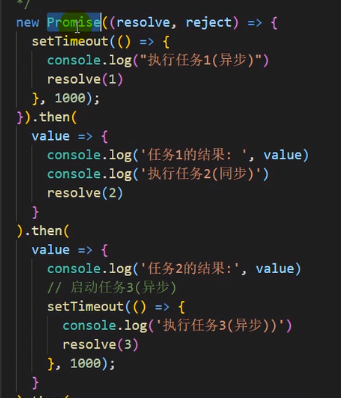 */
new Promise((resolve, reject) => {
  setTimeout(() => {
    console.log("执行任务1(异步)")
    resolve(1)
  }, 1000);
}).then(
  value => {
    console.log('任务1的结果: ', value)
    console.log('执行任务2(同步)')
    resolve(2)
  }
).then(
  value => {
    console.log('任务2的结果:', value)
    // 启动任务3(异步)
    setTimeout(() => {
      console.log('执行任务3(异步))')
      resolve(3)
    }, 1000);
  }
).then(